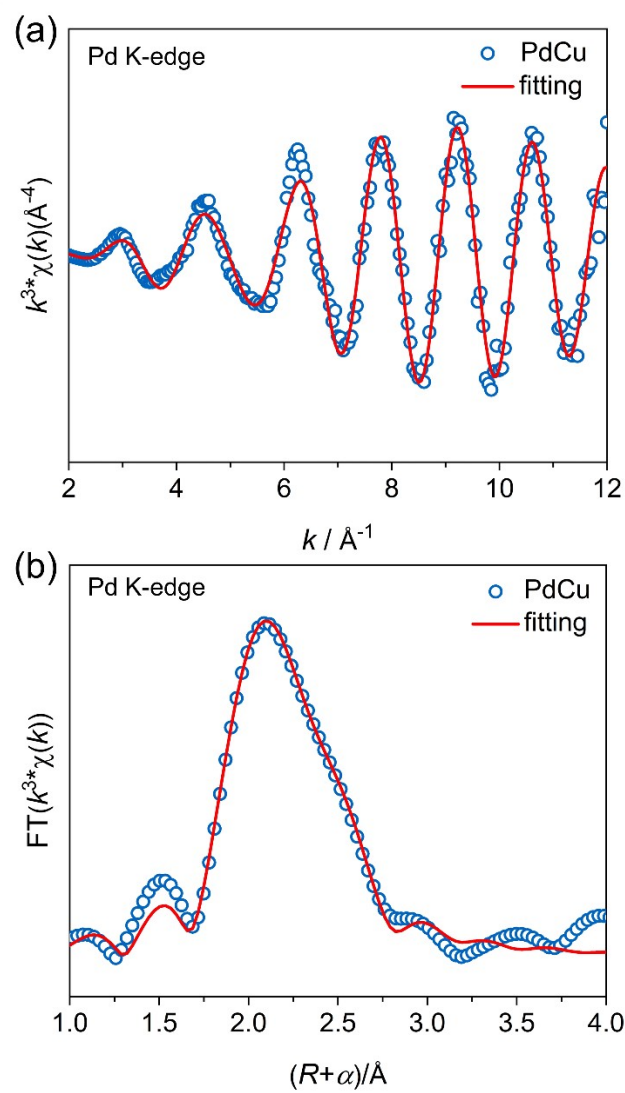 (a)
Pd K-edge
PdCu
fitting
k³*χ(k)(Å⁻⁴)
2 4 6 8 10 12
k / Å⁻¹
(b)
Pd K-edge
PdCu
fitting
FT(k³*χ(k))
1.0 1.5 2.0 2.5 3.0 3.5 4.0
(R+α)/Å